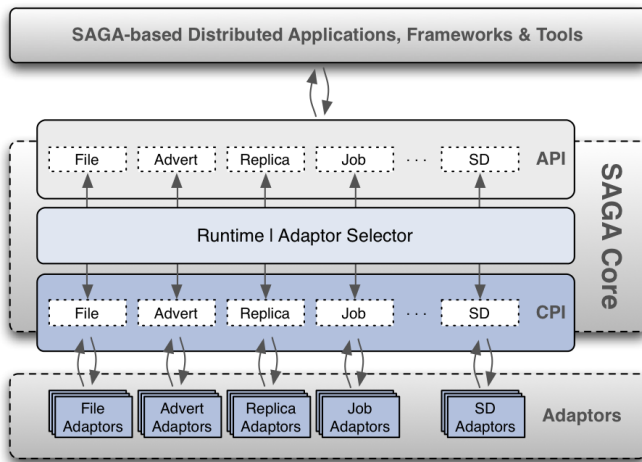 SAGA-based Distributed Applications, Frameworks & Tools
File Advert Replica Job · · · SD API
Runtime | Adaptor Selector
SAGA Core
File Advert Replica Job · · · SD CPI
File Advert Replica Job SD
Adaptors Adaptors Adaptors Adaptors Adaptors
Adaptors